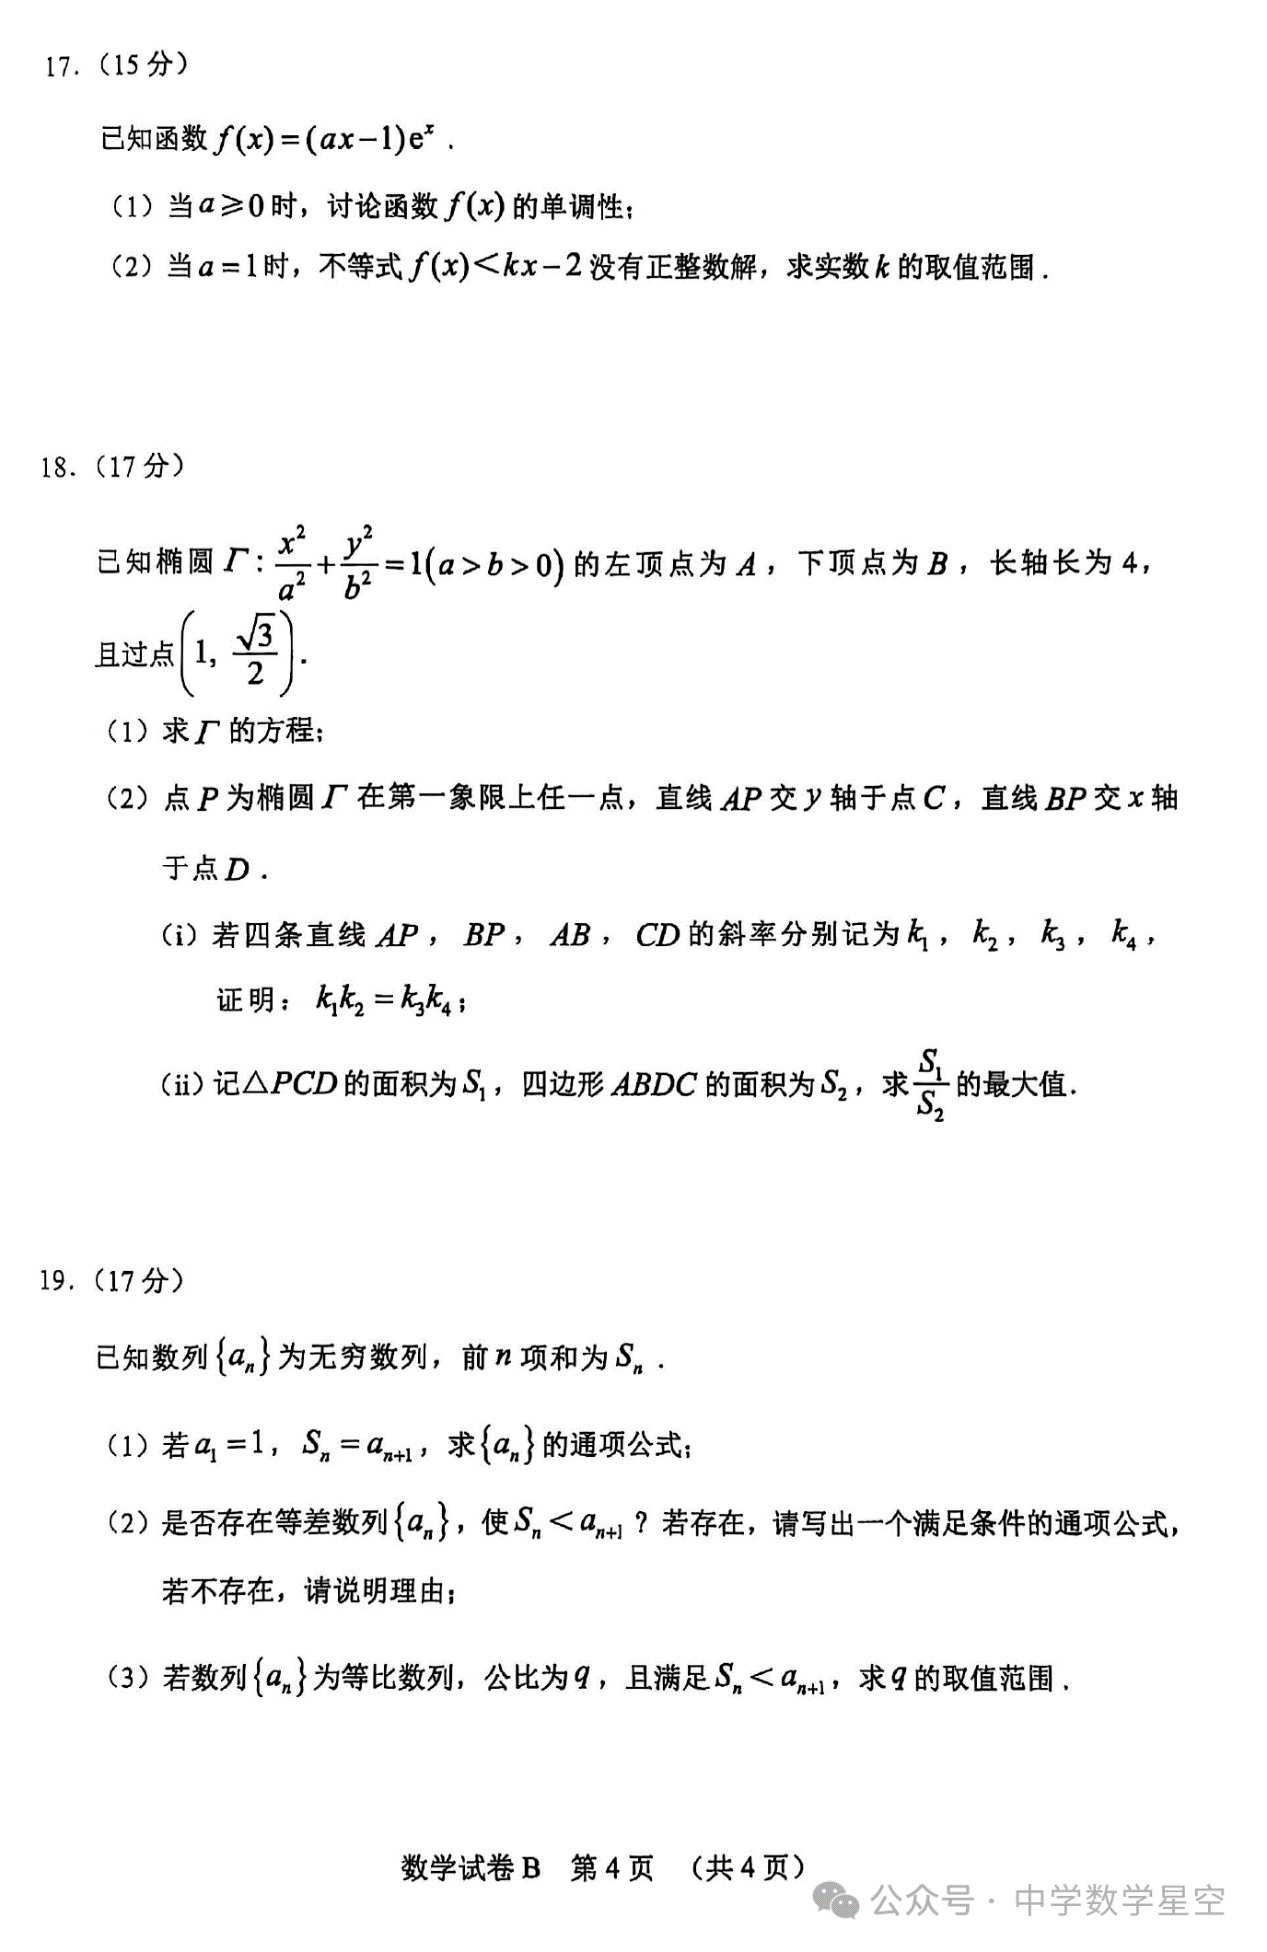 17.（15分）
已知函数 f(x)=(ax−1)eˣ .
（1）当 a⩾0 时，讨论函数 f(x) 的单调性；
（2）当 a=1 时，不等式 f(x)<kx−2 没有正整数解，求实数 k 的取值范围 .
18.（17分）
已知椭圆 Γ: x²/a² + y²/b² =1(a>b>0) 的左顶点为 A，下顶点为 B，长轴长为 4，
且过点 (1, √3/2) .
（1）求 Γ 的方程；
（2）点 P 为椭圆 Γ 在第一象限上任一点，直线 AP 交 y 轴于点 C，直线 BP 交 x 轴
于点 D .
（i）若四条直线 AP，BP，AB，CD 的斜率分别记为 k₁，k₂，k₃，k₄，
证明：k₁k₂=k₃k₄；
（ii）记△PCD 的面积为 S₁，四边形 ABDC 的面积为 S₂，求 S₁/S₂ 的最大值.
19.（17分）
已知数列{aₙ}为无穷数列，前 n 项和为 Sₙ .
（1）若 a₁=1，Sₙ=aₙ₊₁，求{aₙ}的通项公式；
（2）是否存在等差数列{aₙ}，使 Sₙ<aₙ₊₁？若存在，请写出一个满足条件的通项公式，
若不存在，请说明理由；
（3）若数列{aₙ}为等比数列，公比为 q，且满足 Sₙ<aₙ₊₁，求 q 的取值范围 .
数学试卷B 第4页 （共4页）
公众号·中学数学星空